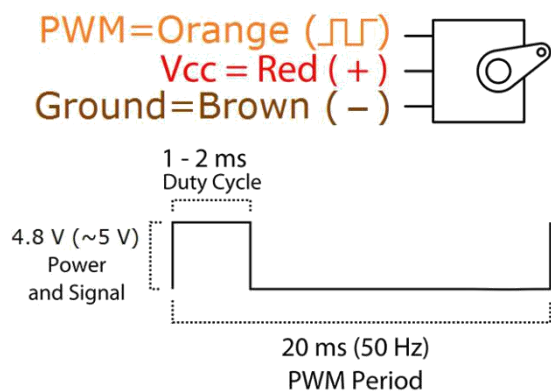 PWM=Orange (⎍⎍)
Vcc = Red ( + )
Ground=Brown ( − )
1 - 2 ms
Duty Cycle
4.8 V (~5 V)
Power
and Signal
20 ms (50 Hz)
PWM Period